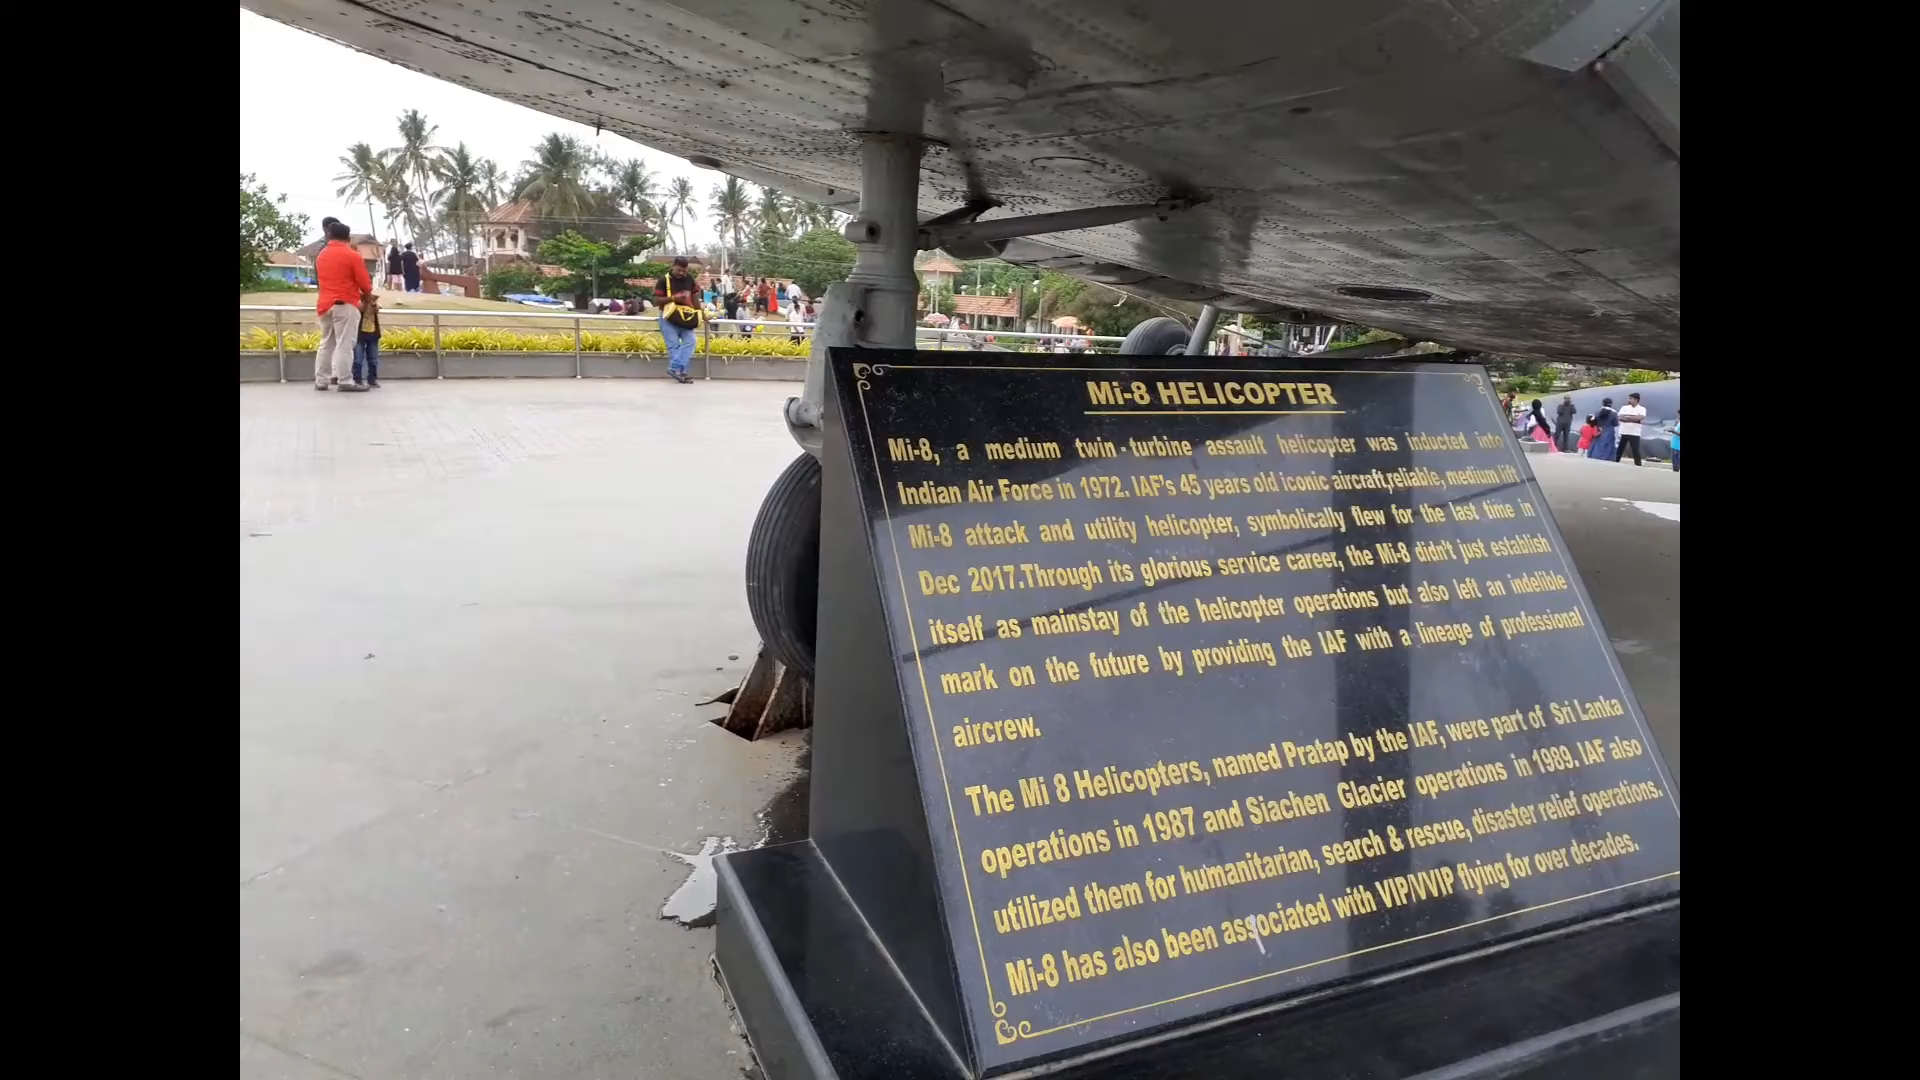 Mi-8 HELICOPTER
Mi-8, a medium twin-turbine assault helicopter was inducted into
Indian Air Force in 1972. IAF's 45 years old iconic aircraft,reliable, medium lift
Mi-8 attack and utility helicopter, symbolically flew for the last time in
Dec 2017.Through its glorious service career, the Mi-8 didn't just establish
itself as mainstay of the helicopter operations but also left an indelible
mark on the future by providing the IAF with a lineage of professional
aircrew.
The Mi 8 Helicopters, named Pratap by the IAF, were part of Sri Lanka
operations in 1987 and Siachen Glacier operations in 1989. IAF also
utilized them for humanitarian, search & rescue, disaster relief operations.
Mi-8 has also been associated with VIP/VVIP flying for over decades.